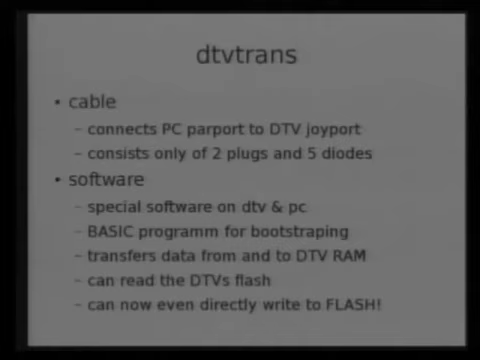 dtvtrans
• cable
– connects PC parport to DTV joyport
– consists only of 2 plugs and 5 diodes
• software
– special software on dtv & pc
– BASIC programm for bootstraping
– transfers data from and to DTV RAM
– can read the DTVs flash
– can now even directly write to FLASH!